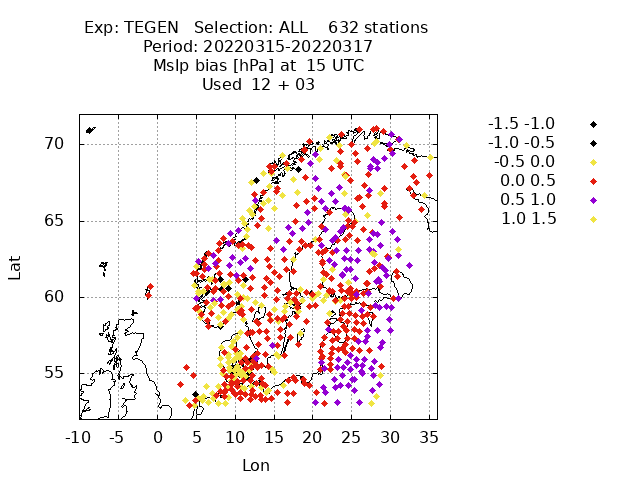 Exp: TEGEN   Selection: ALL    632 stations
Period: 20220315-20220317
Mslp bias [hPa] at  15 UTC
Used  12 + 03
-1.5 -1.0
-1.0 -0.5
-0.5 0.0
0.0 0.5
0.5 1.0
1.0 1.5
70
65
60
55
Lat
-10 -5 0 5 10 15 20 25 30 35
Lon